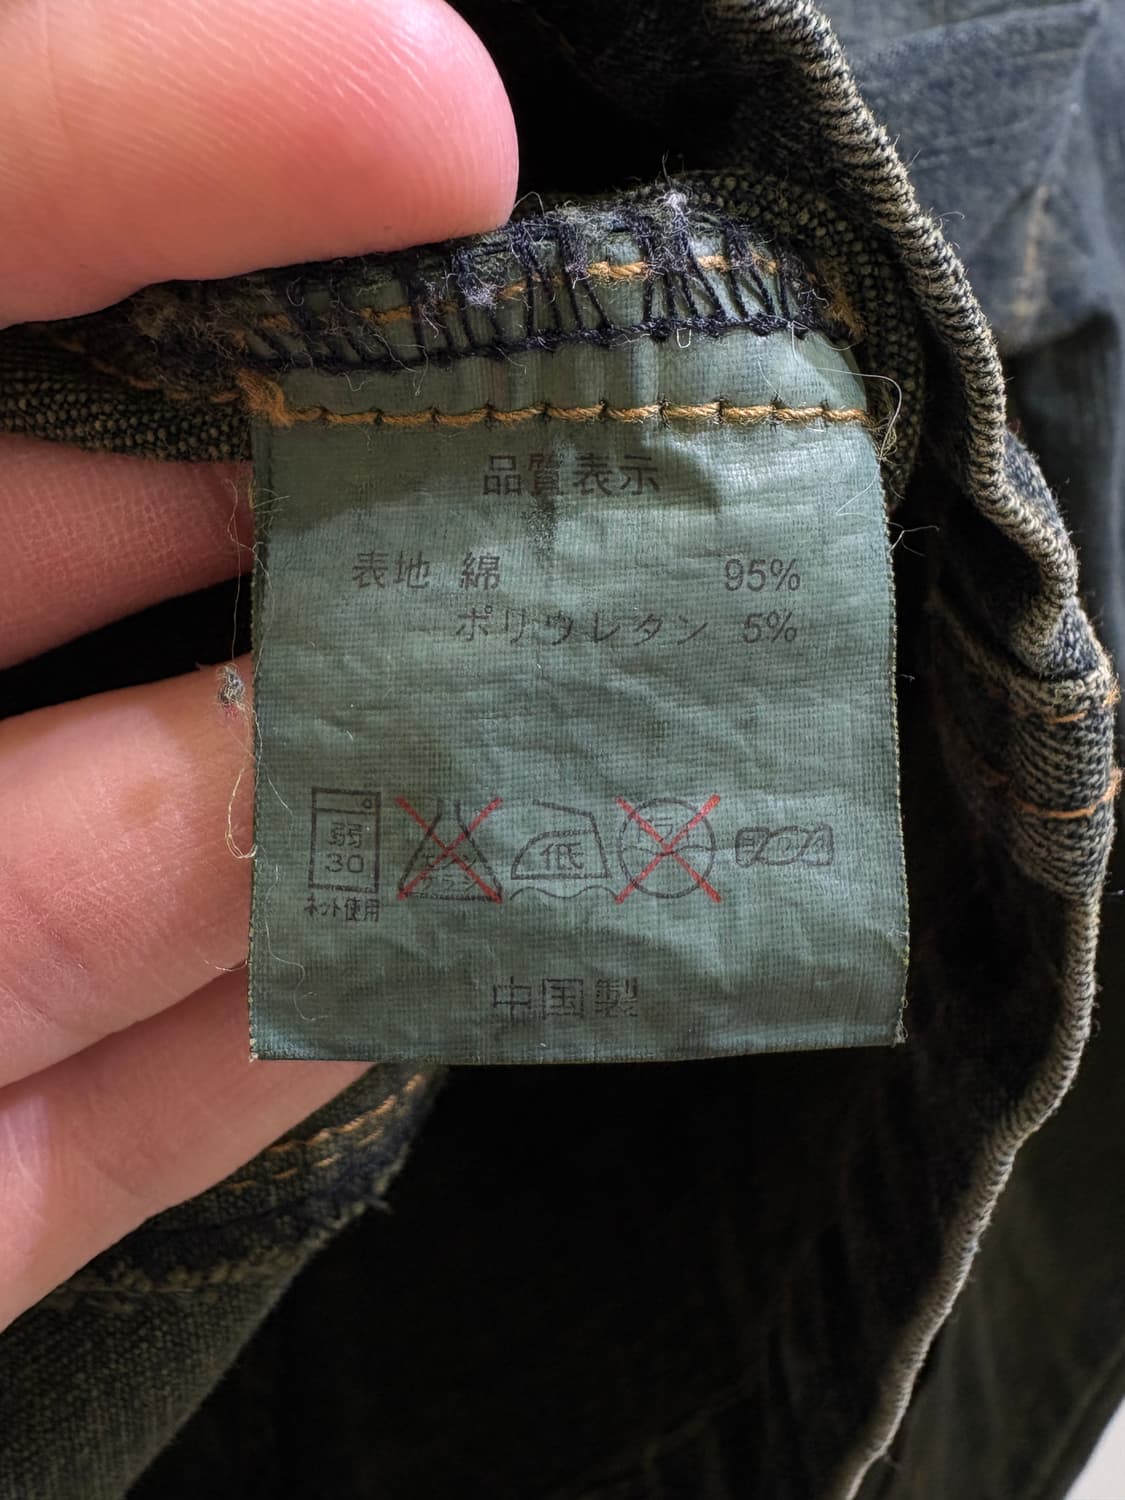 品質表示
表地 綿 95%
ポリウレタン 5%
弱
30
低
ネット使用
中国製